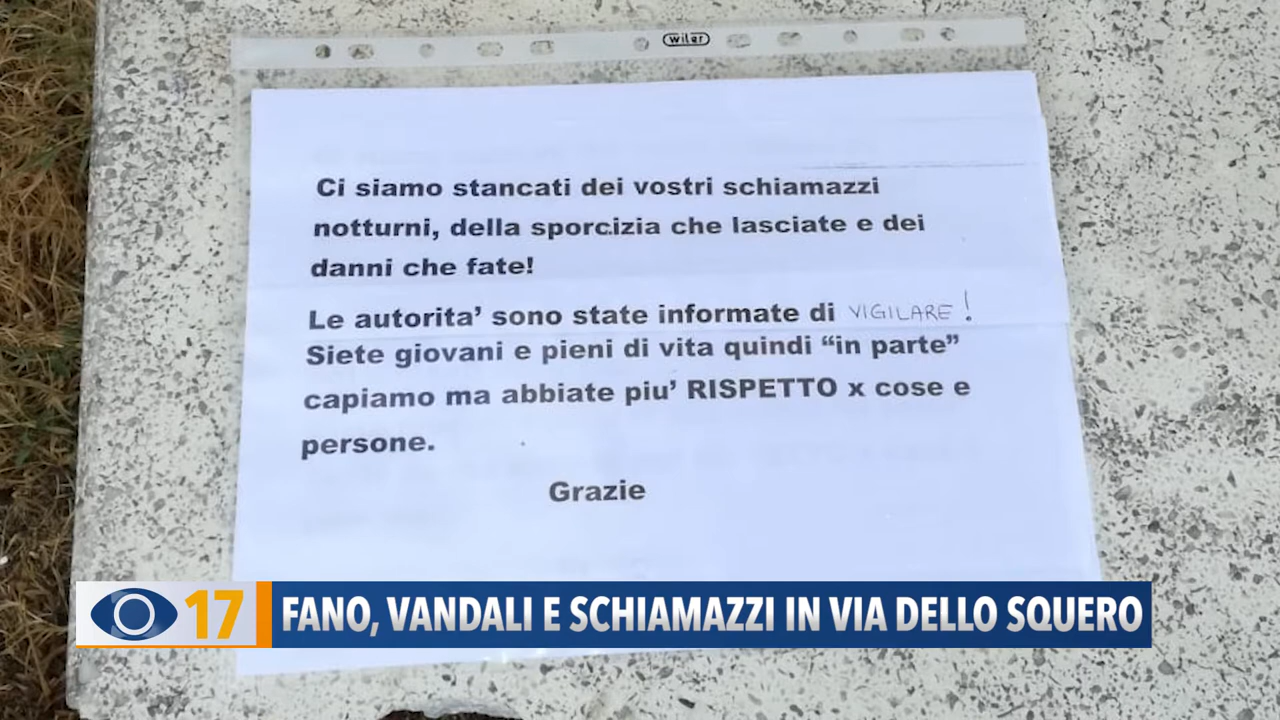 wiler
Ci siamo stancati dei vostri schiamazzi
notturni, della sporcizia che lasciate e dei
danni che fate!
Le autorita’ sono state informate di VIGILARE !
Siete giovani e pieni di vita quindi “in parte”
capiamo ma abbiate piu’ RISPETTO x cose e
persone.
Grazie
17 FANO, VANDALI E SCHIAMAZZI IN VIA DELLO SQUERO